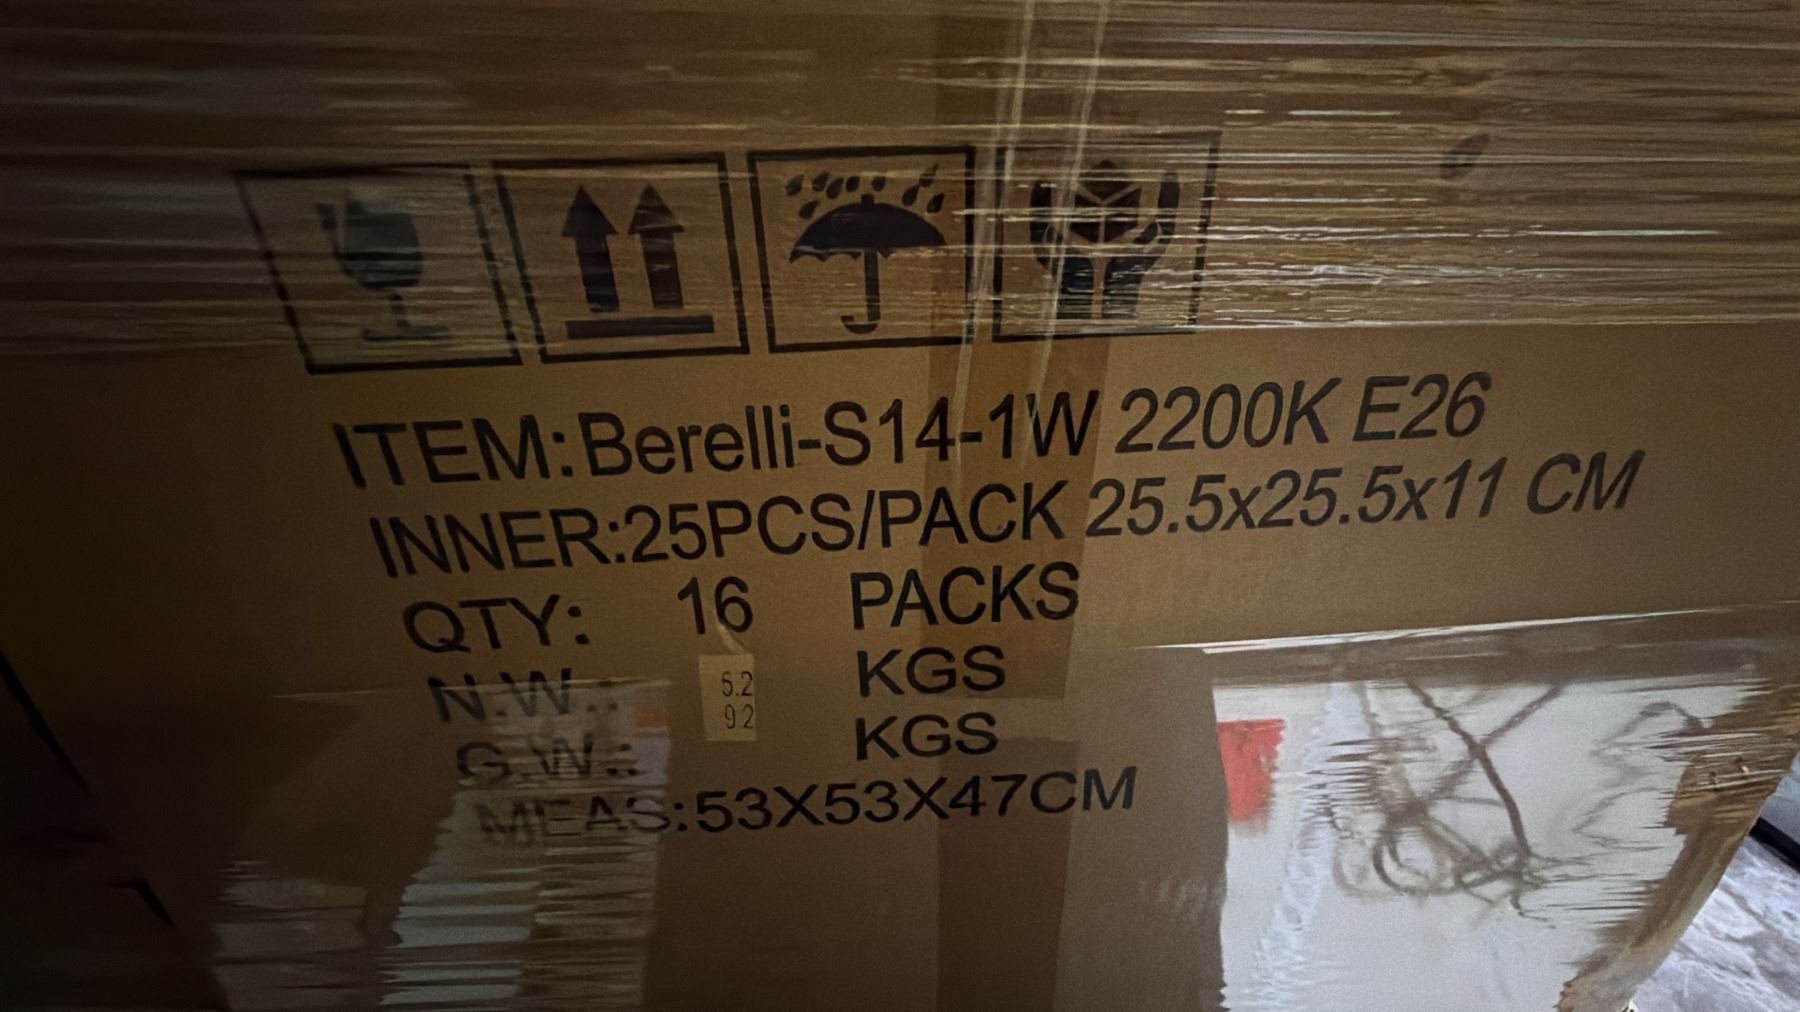 ITEM:Berelli-S14-1W 2200K E26
INNER:25PCS/PACK 25.5x25.5x11 CM
QTY: 16 PACKS
N.W.: 5.2 KGS
G.W.: 9.2 KGS
MEAS:53X53X47CM